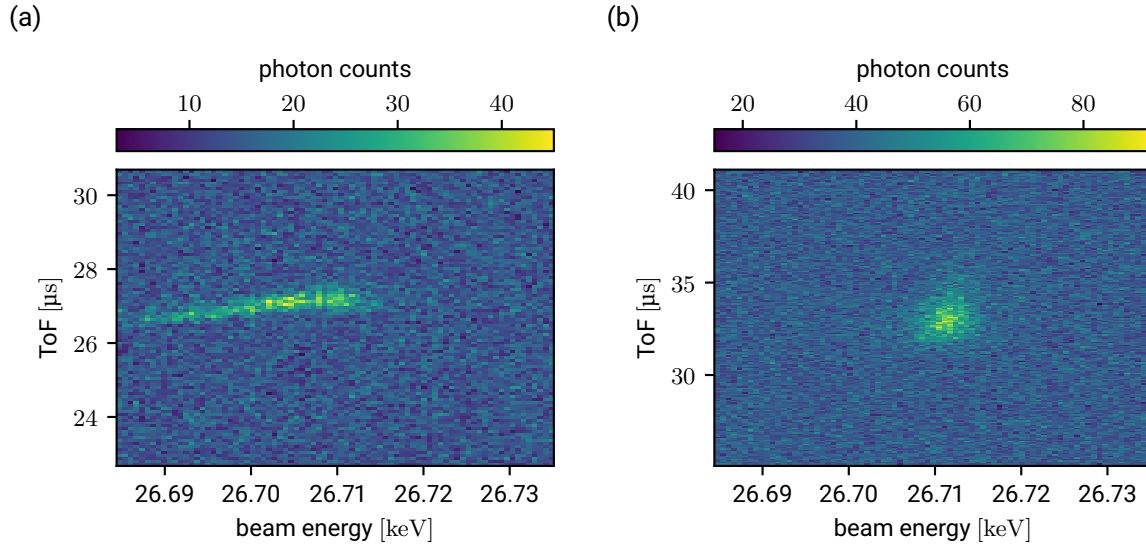 (a)
photon counts
10 20 30 40
30
28
26
24
ToF [µs]
26.69 26.70 26.71 26.72 26.73
beam energy [keV]
(b)
photon counts
20 40 60 80
40
35
30
ToF [µs]
26.69 26.70 26.71 26.72 26.73
beam energy [keV]